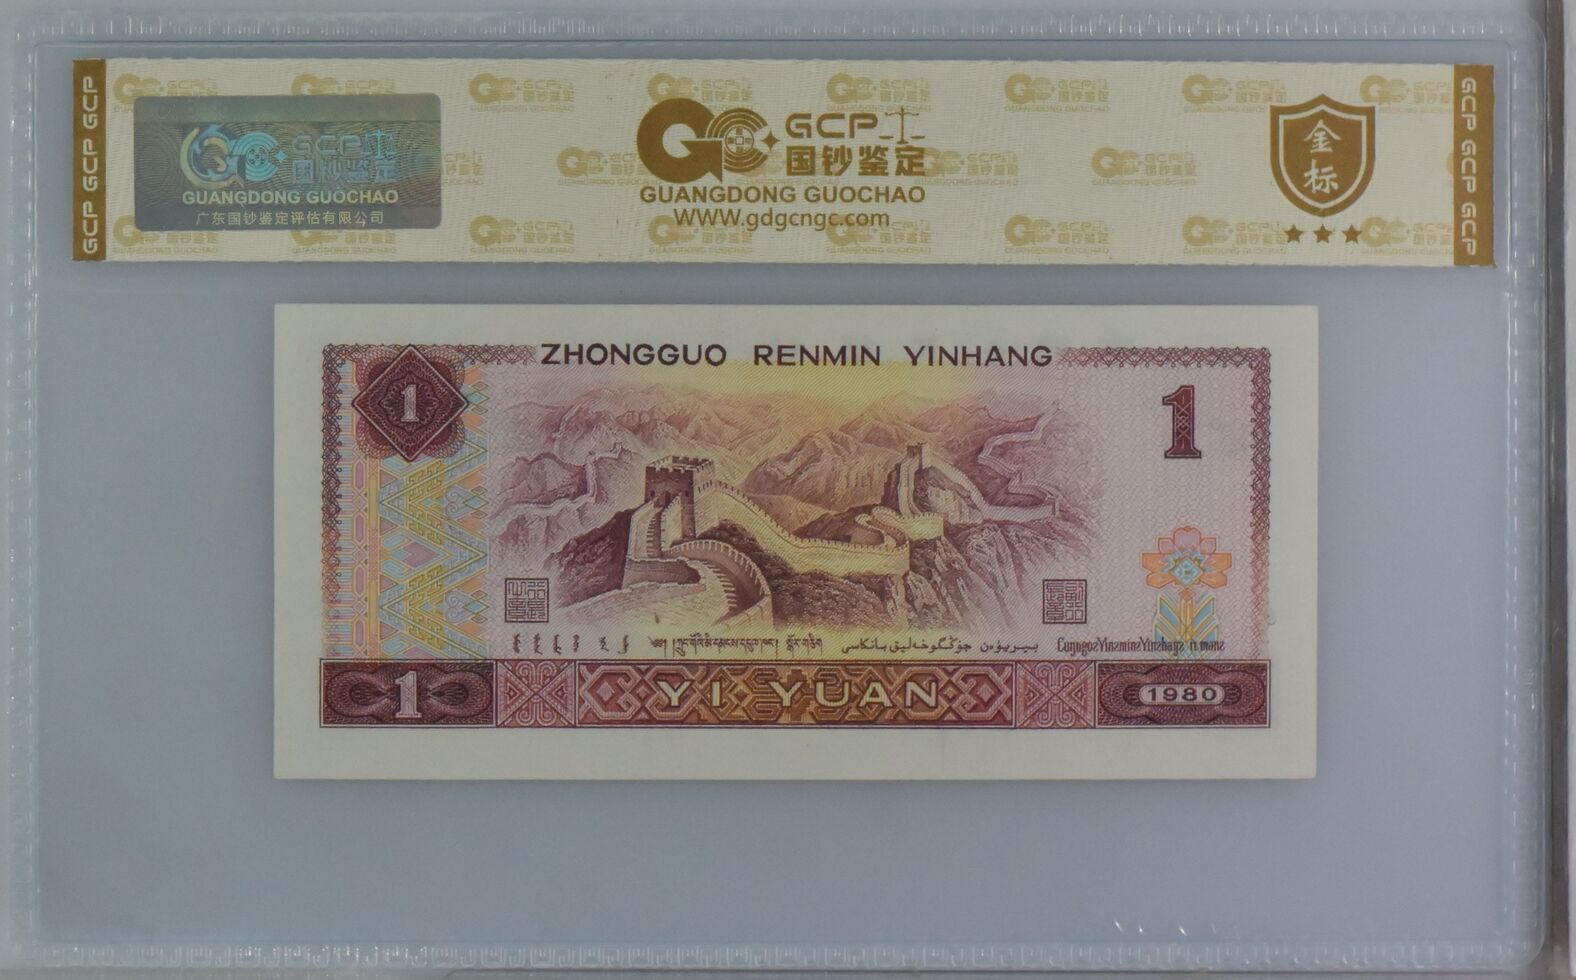 GCP GCP GCP
GCP 国钞鉴定
GUANGDONG GUOCHAO
广东国钞鉴定评估有限公司
GCP
国钞鉴定
GUANGDONG GUOCHAO
WWW.gdgcngc.com
金标
GCP GCP GCP
ZHONGGUO RENMIN YINHANG
1
1
1
YI YUAN
1980